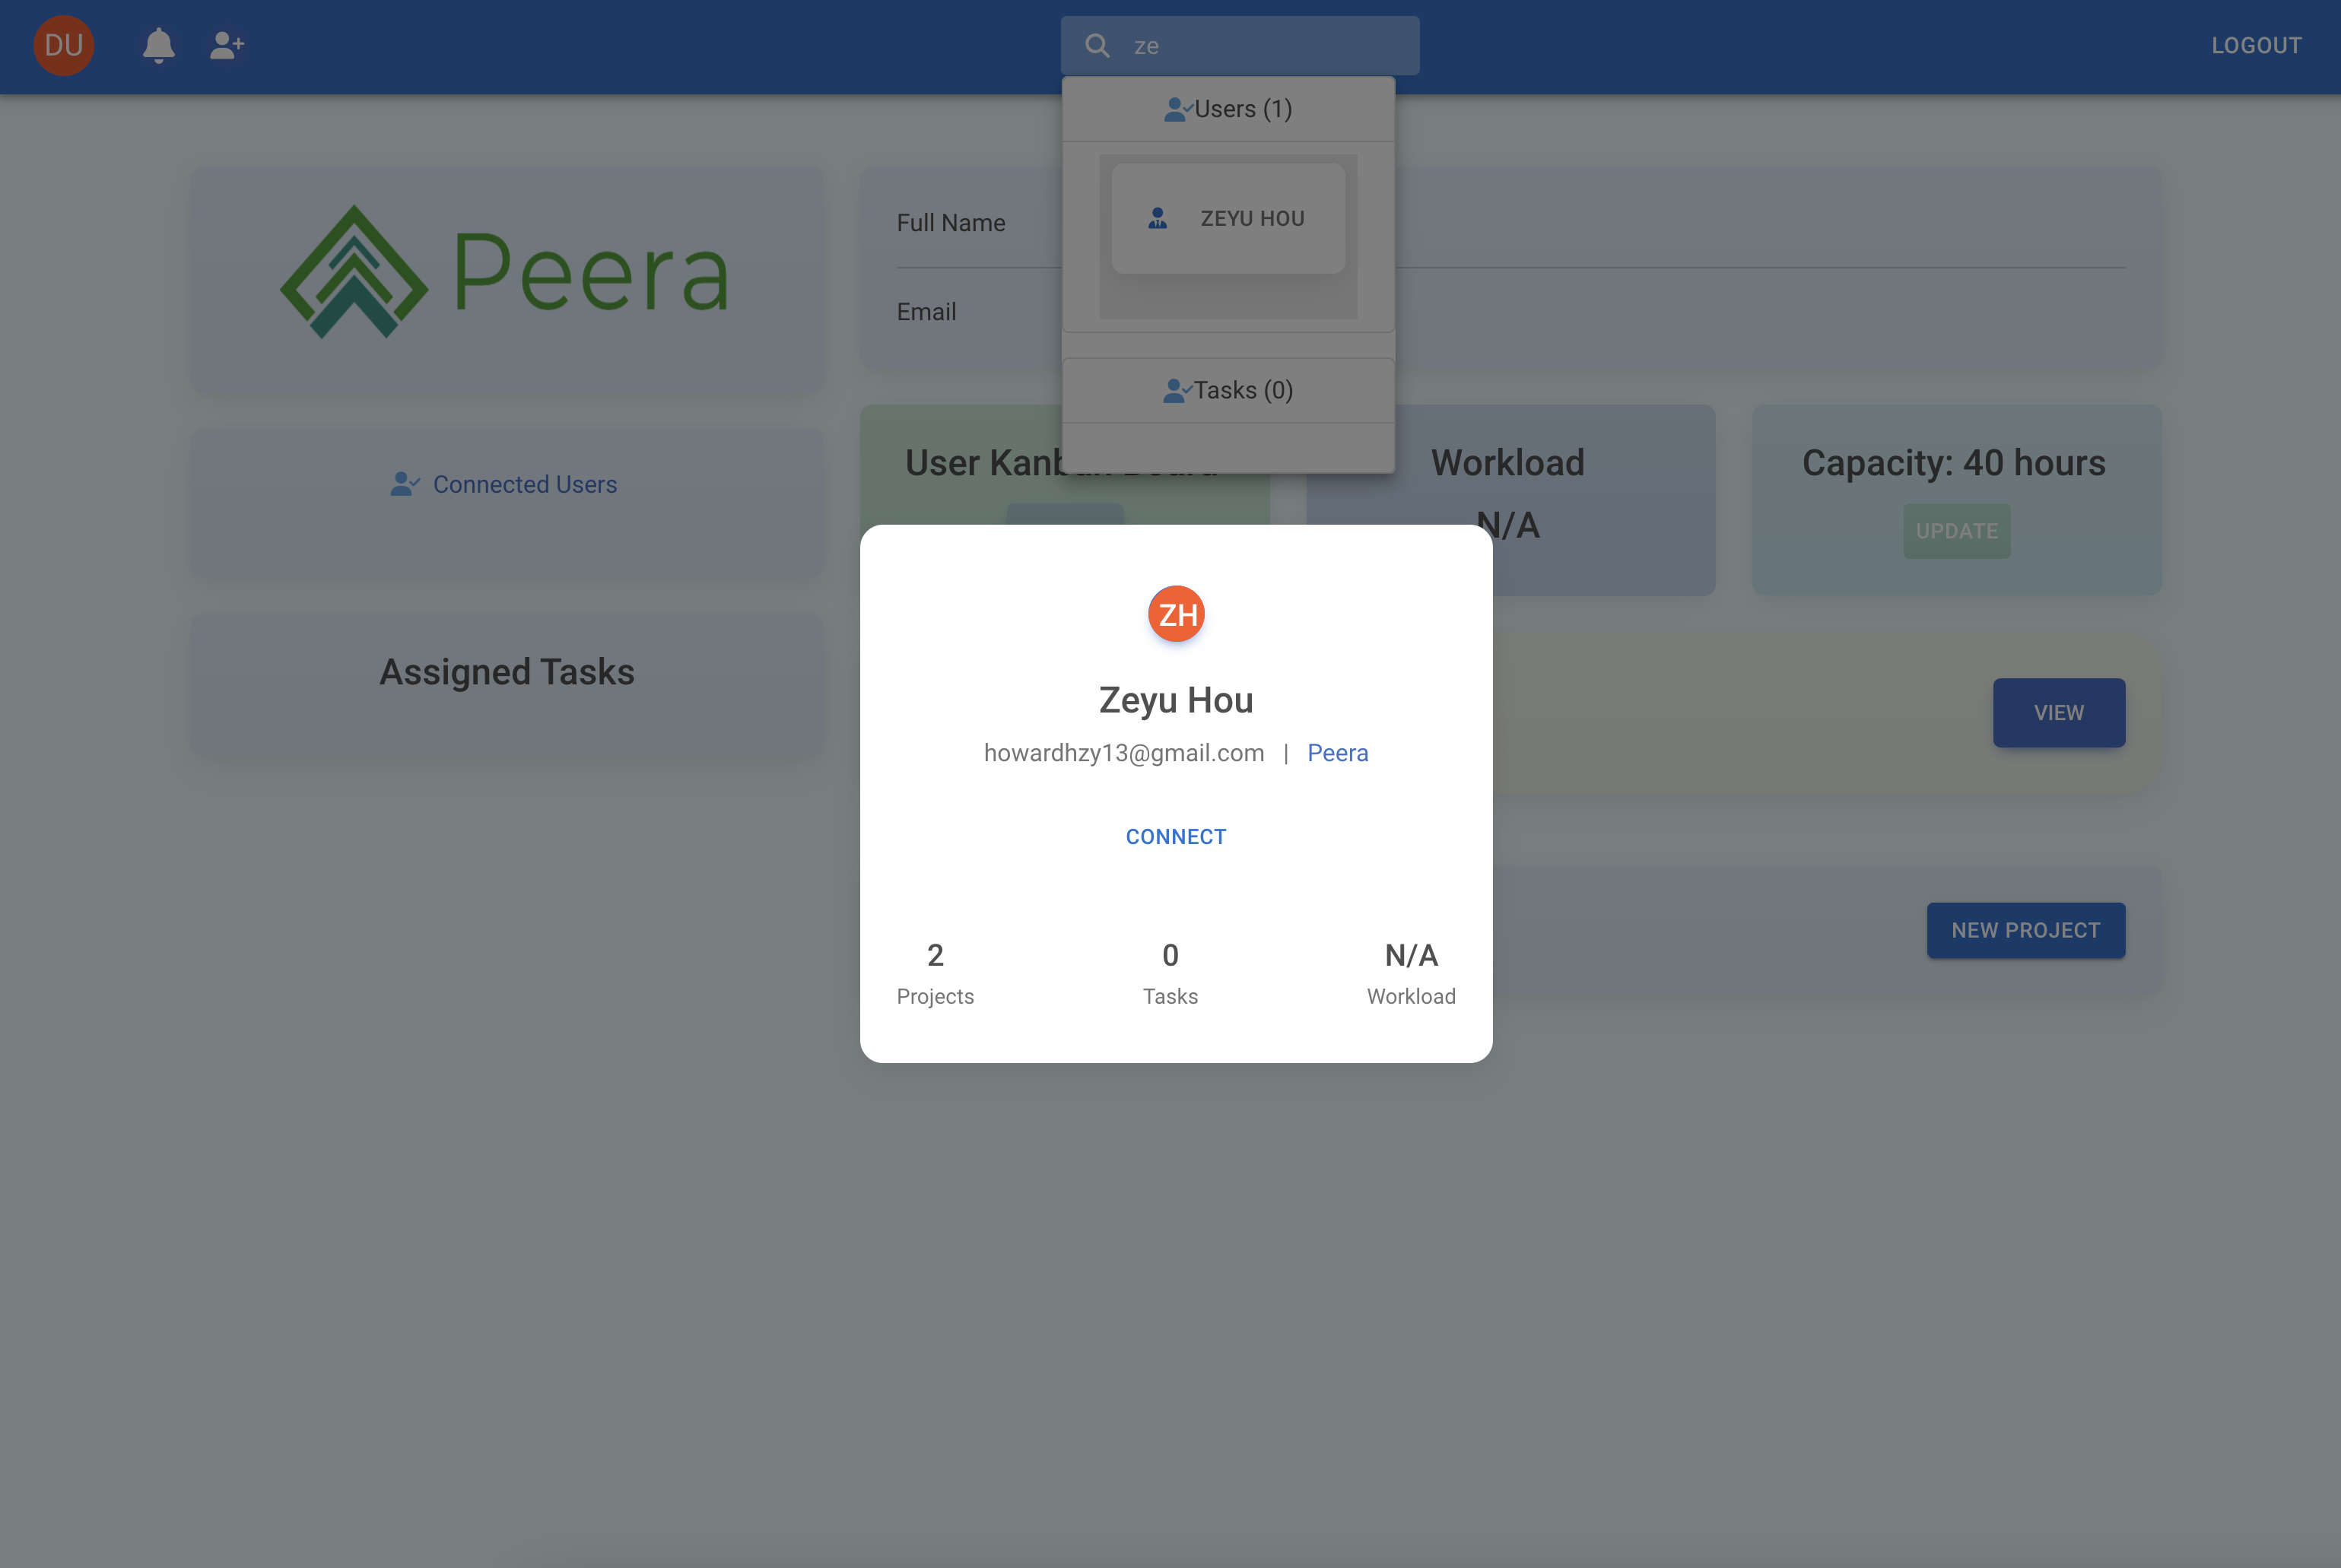 DU
ze
LOGOUT
Users (1)
ZEYU HOU
Tasks (0)
Peera
Full Name
Email
Connected Users
User Kanban Board
Workload
N/A
Capacity: 40 hours
UPDATE
Assigned Tasks
VIEW
NEW PROJECT
ZH
Zeyu Hou
howardhzy13@gmail.com | Peera
CONNECT
2
Projects
0
Tasks
N/A
Workload